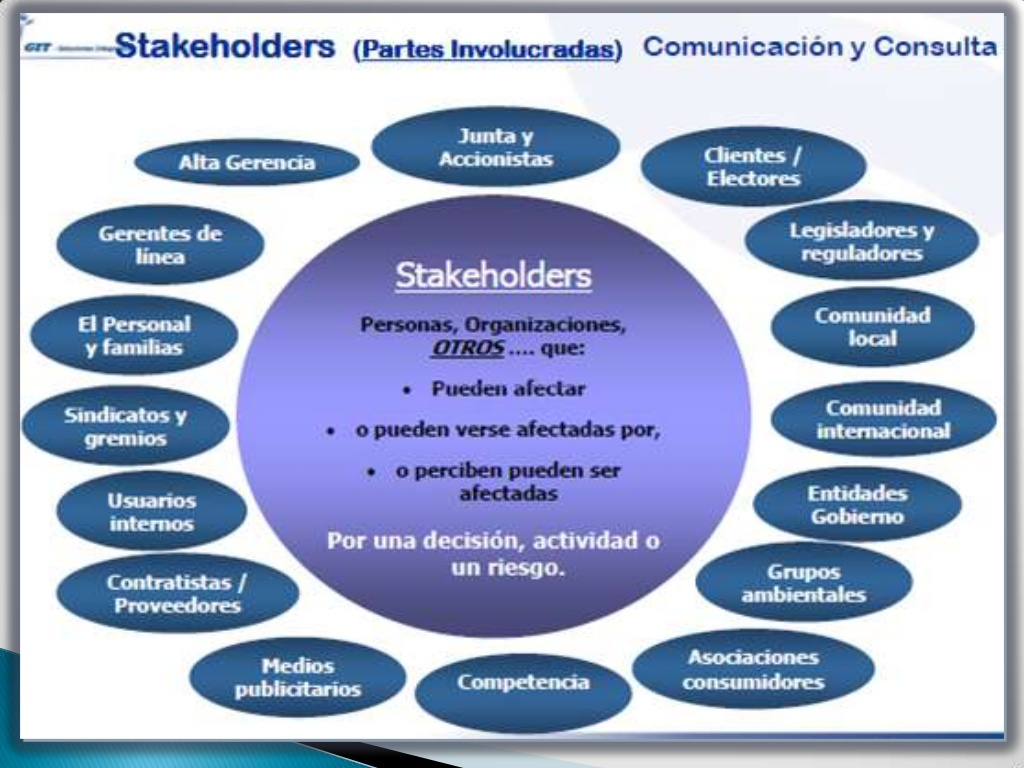 GIT
Stakeholders (Partes Involucradas) Comunicación y Consulta
Junta y
Accionistas
Alta Gerencia
Clientes /
Electores
Gerentes de
línea
Legisladores y
reguladores
El Personal
y familias
Comunidad
local
Sindicatos y
gremios
Comunidad
internacional
Usuarios
internos
Entidades
Gobierno
Contratistas /
Proveedores
Grupos
ambientales
Medios
publicitarios
Competencia
Asociaciones
consumidores
Stakeholders
Personas, Organizaciones,
OTROS .... que:
• Pueden afectar
• o pueden verse afectadas por,
• o perciben pueden ser
afectadas
Por una decisión, actividad o
un riesgo.